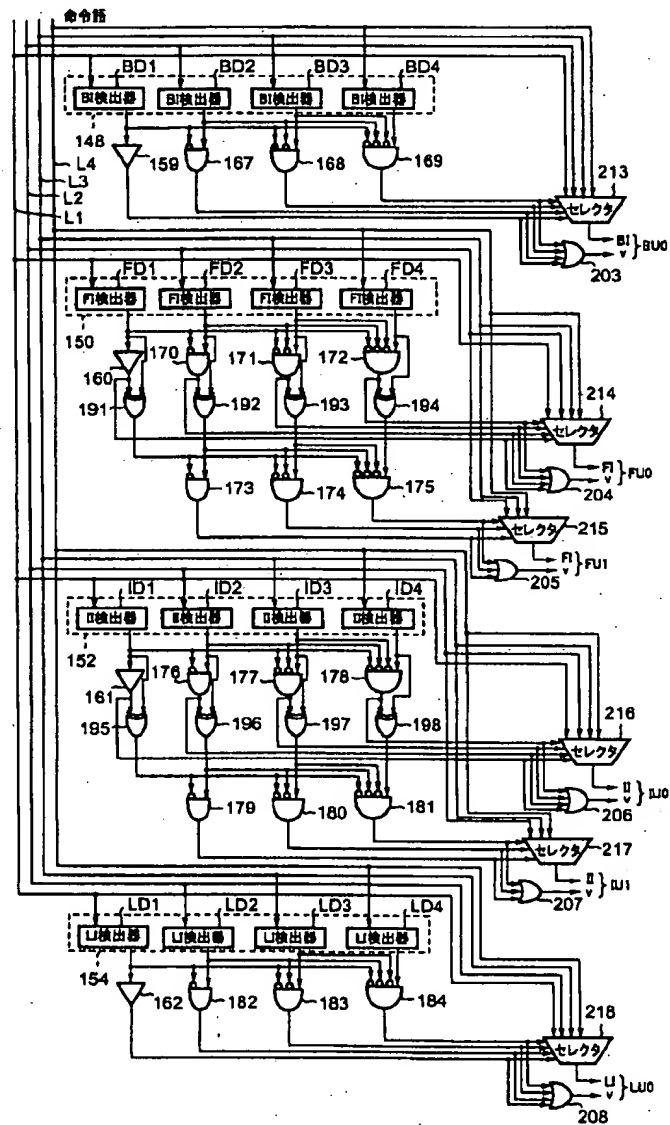 命令語
BD1 BD2 BD3 BD4
BI検出器 BI検出器 BI検出器 BI検出器
148
L4 159 167 168 169
213
L3
セレクタ
L2
BI
V
BU0
L1
203
FD1 FD2 FD3 FD4
FI検出器 FI検出器 FI検出器 FI検出器
150
170 171 172
160
214
191 192 193 194
セレクタ
FI
V
FU0
173 174 175
204
セレクタ 215
FI
V
FU1
205
ID1 ID2 ID3 ID4
II検出器 II検出器 II検出器 II検出器
152
176 177 178
161
216
195 196 197 198
セレクタ
II
V
IU0
179 180 181
206
217
セレクタ
II
V
IU1
207
LD1 LD2 LD3 LD4
LI検出器 LI検出器 LI検出器 LI検出器
154
162 182 183 184
218
セレクタ
LI
V
LU0
208